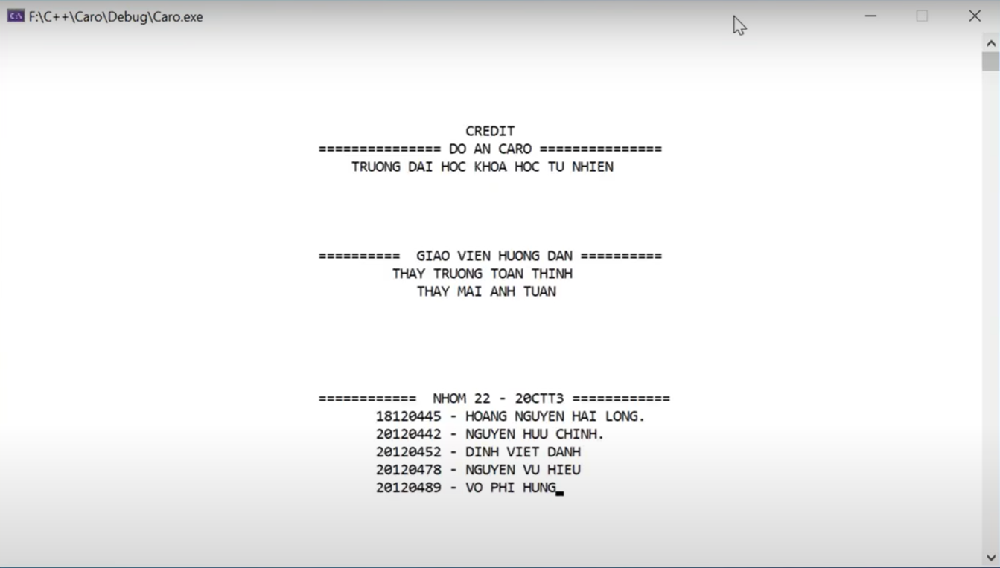 F:\C++\Caro\Debug\Caro.exe
CREDIT
=============== DO AN CARO ===============
TRUONG DAI HOC KHOA HOC TU NHIEN
==========  GIAO VIEN HUONG DAN ==========
THAY TRUONG TOAN THINH
THAY MAI ANH TUAN
============  NHOM 22 - 20CTT3 ============
18120445 - HOANG NGUYEN HAI LONG.
20120442 - NGUYEN HUU CHINH.
20120452 - DINH VIET DANH
20120478 - NGUYEN VU HIEU
20120489 - VO PHI HUNG